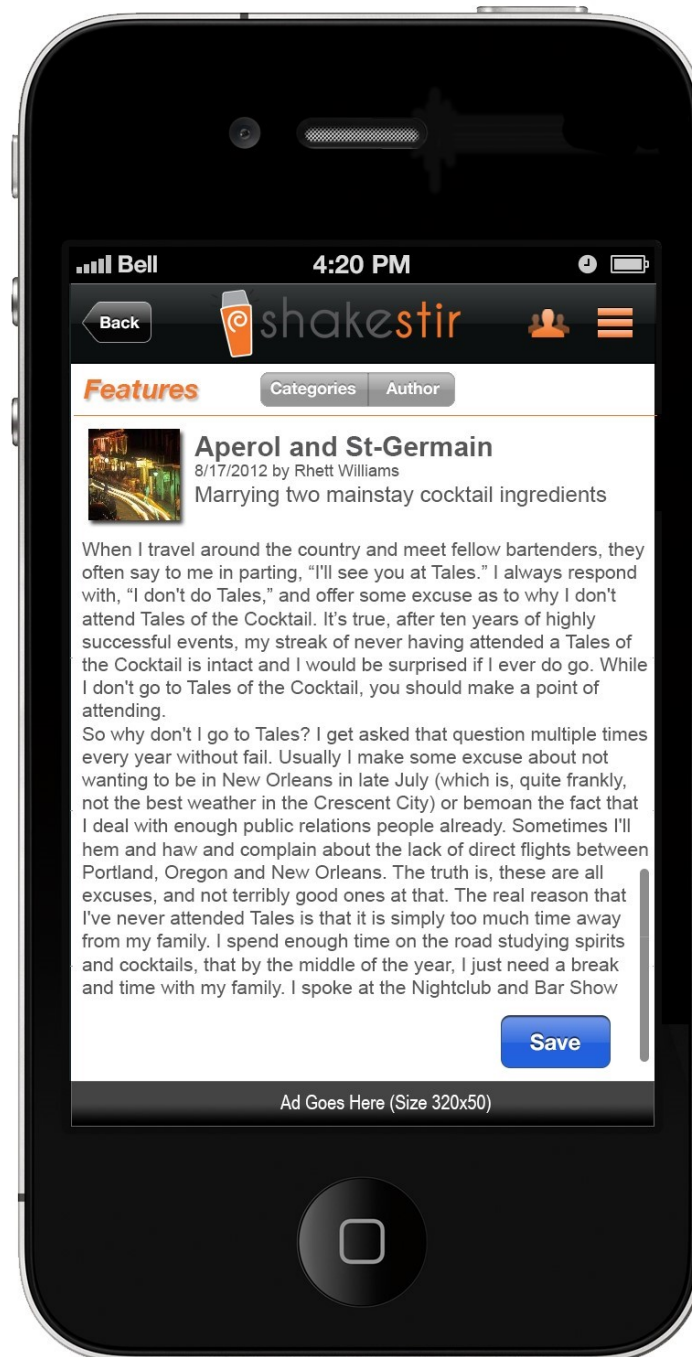 Bell 4:20 PM
Back shakestir
Features Categories Author
Aperol and St-Germain
8/17/2012 by Rhett Williams
Marrying two mainstay cocktail ingredients
When I travel around the country and meet fellow bartenders, they
often say to me in parting, “I'll see you at Tales.” I always respond
with, “I don't do Tales,” and offer some excuse as to why I don't
attend Tales of the Cocktail. It’s true, after ten years of highly
successful events, my streak of never having attended a Tales of
the Cocktail is intact and I would be surprised if I ever do go. While
I don't go to Tales of the Cocktail, you should make a point of
attending.
So why don't I go to Tales? I get asked that question multiple times
every year without fail. Usually I make some excuse about not
wanting to be in New Orleans in late July (which is, quite frankly,
not the best weather in the Crescent City) or bemoan the fact that
I deal with enough public relations people already. Sometimes I'll
hem and haw and complain about the lack of direct flights between
Portland, Oregon and New Orleans. The truth is, these are all
excuses, and not terribly good ones at that. The real reason that
I've never attended Tales is that it is simply too much time away
from my family. I spend enough time on the road studying spirits
and cocktails, that by the middle of the year, I just need a break
and time with my family. I spoke at the Nightclub and Bar Show
Save
Ad Goes Here (Size 320x50)